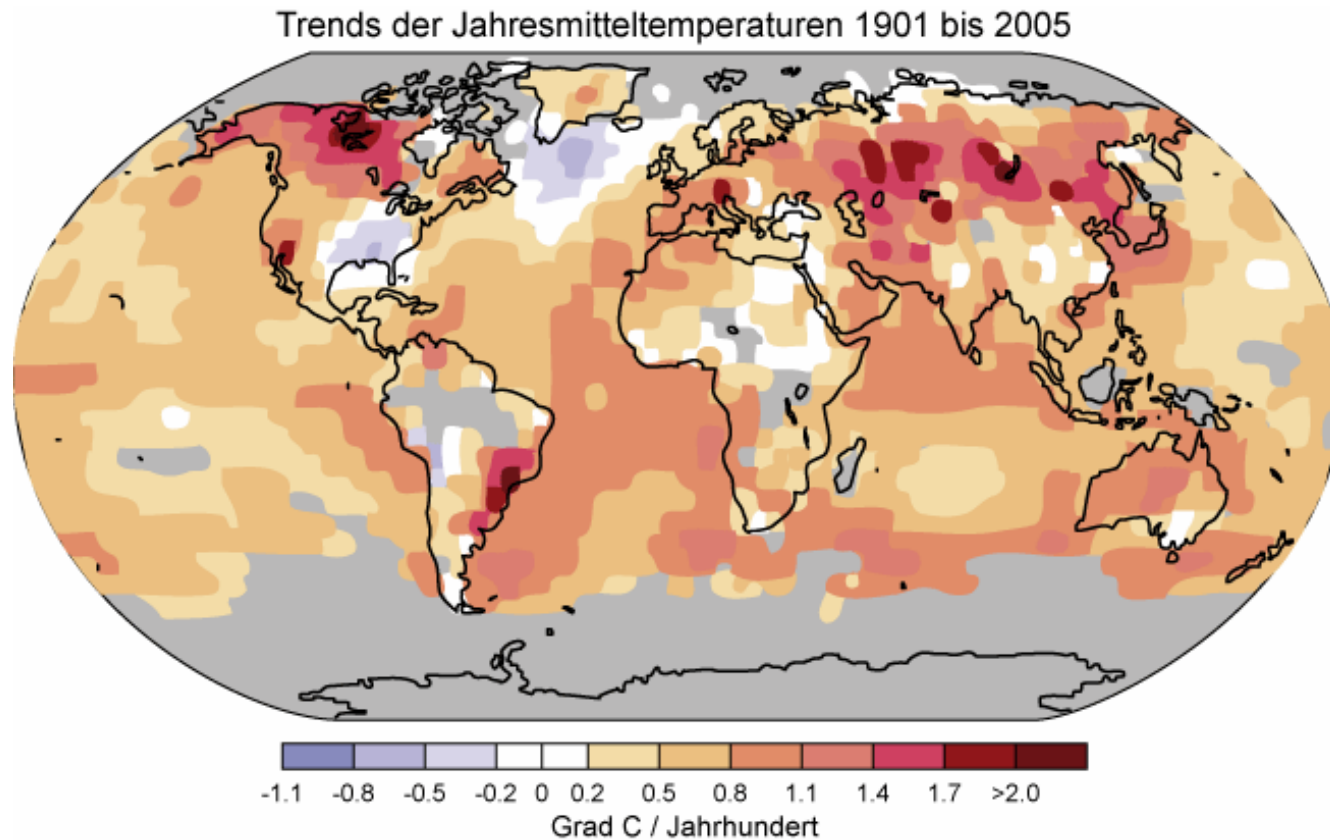 Trends der Jahresmitteltemperaturen 1901 bis 2005
-1.1 -0.8 -0.5 -0.2 0 0.2 0.5 0.8 1.1 1.4 1.7 >2.0
Grad C / Jahrhundert